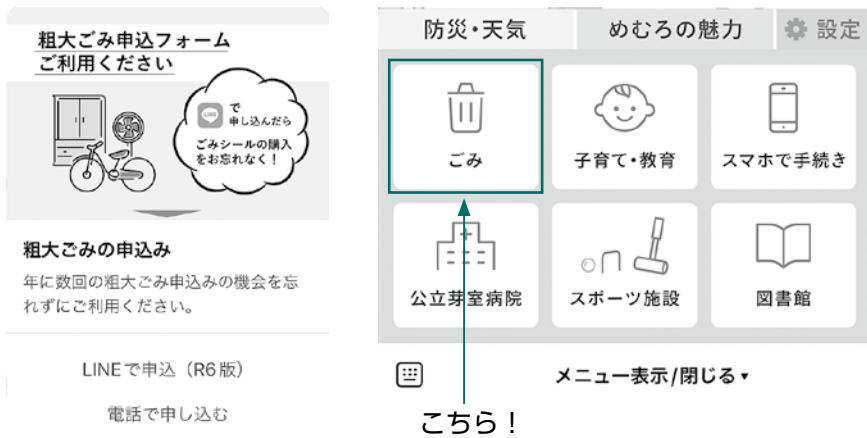 粗大ごみ申込フォーム
ご利用ください
LINE
で
申し込んだら
ごみシールの購入
をお忘れなく！
粗大ごみの申込み
年に数回の粗大ごみ申込みの機会を忘
れずにご利用ください。
LINEで申込（R6版）
電話で申し込む
防災・天気
めむろの魅力
設定
ごみ
子育て・教育
スマホで手続き
公立芽室病院
スポーツ施設
図書館
メニュー表示/閉じる▼
こちら！